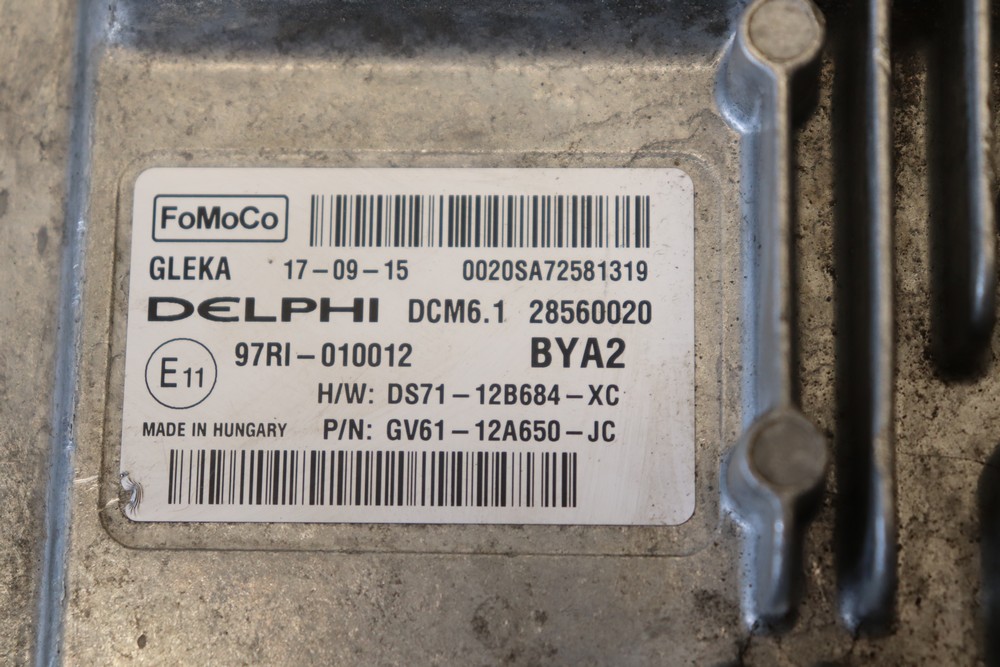 FoMoCo
GLEKA 17-09-15 0020SA72581319
DELPHI DCM6.1 28560020
E11 97RI-010012 BYA2
H/W: DS71-12B684-XC
MADE IN HUNGARY P/N: GV61-12A650-JC